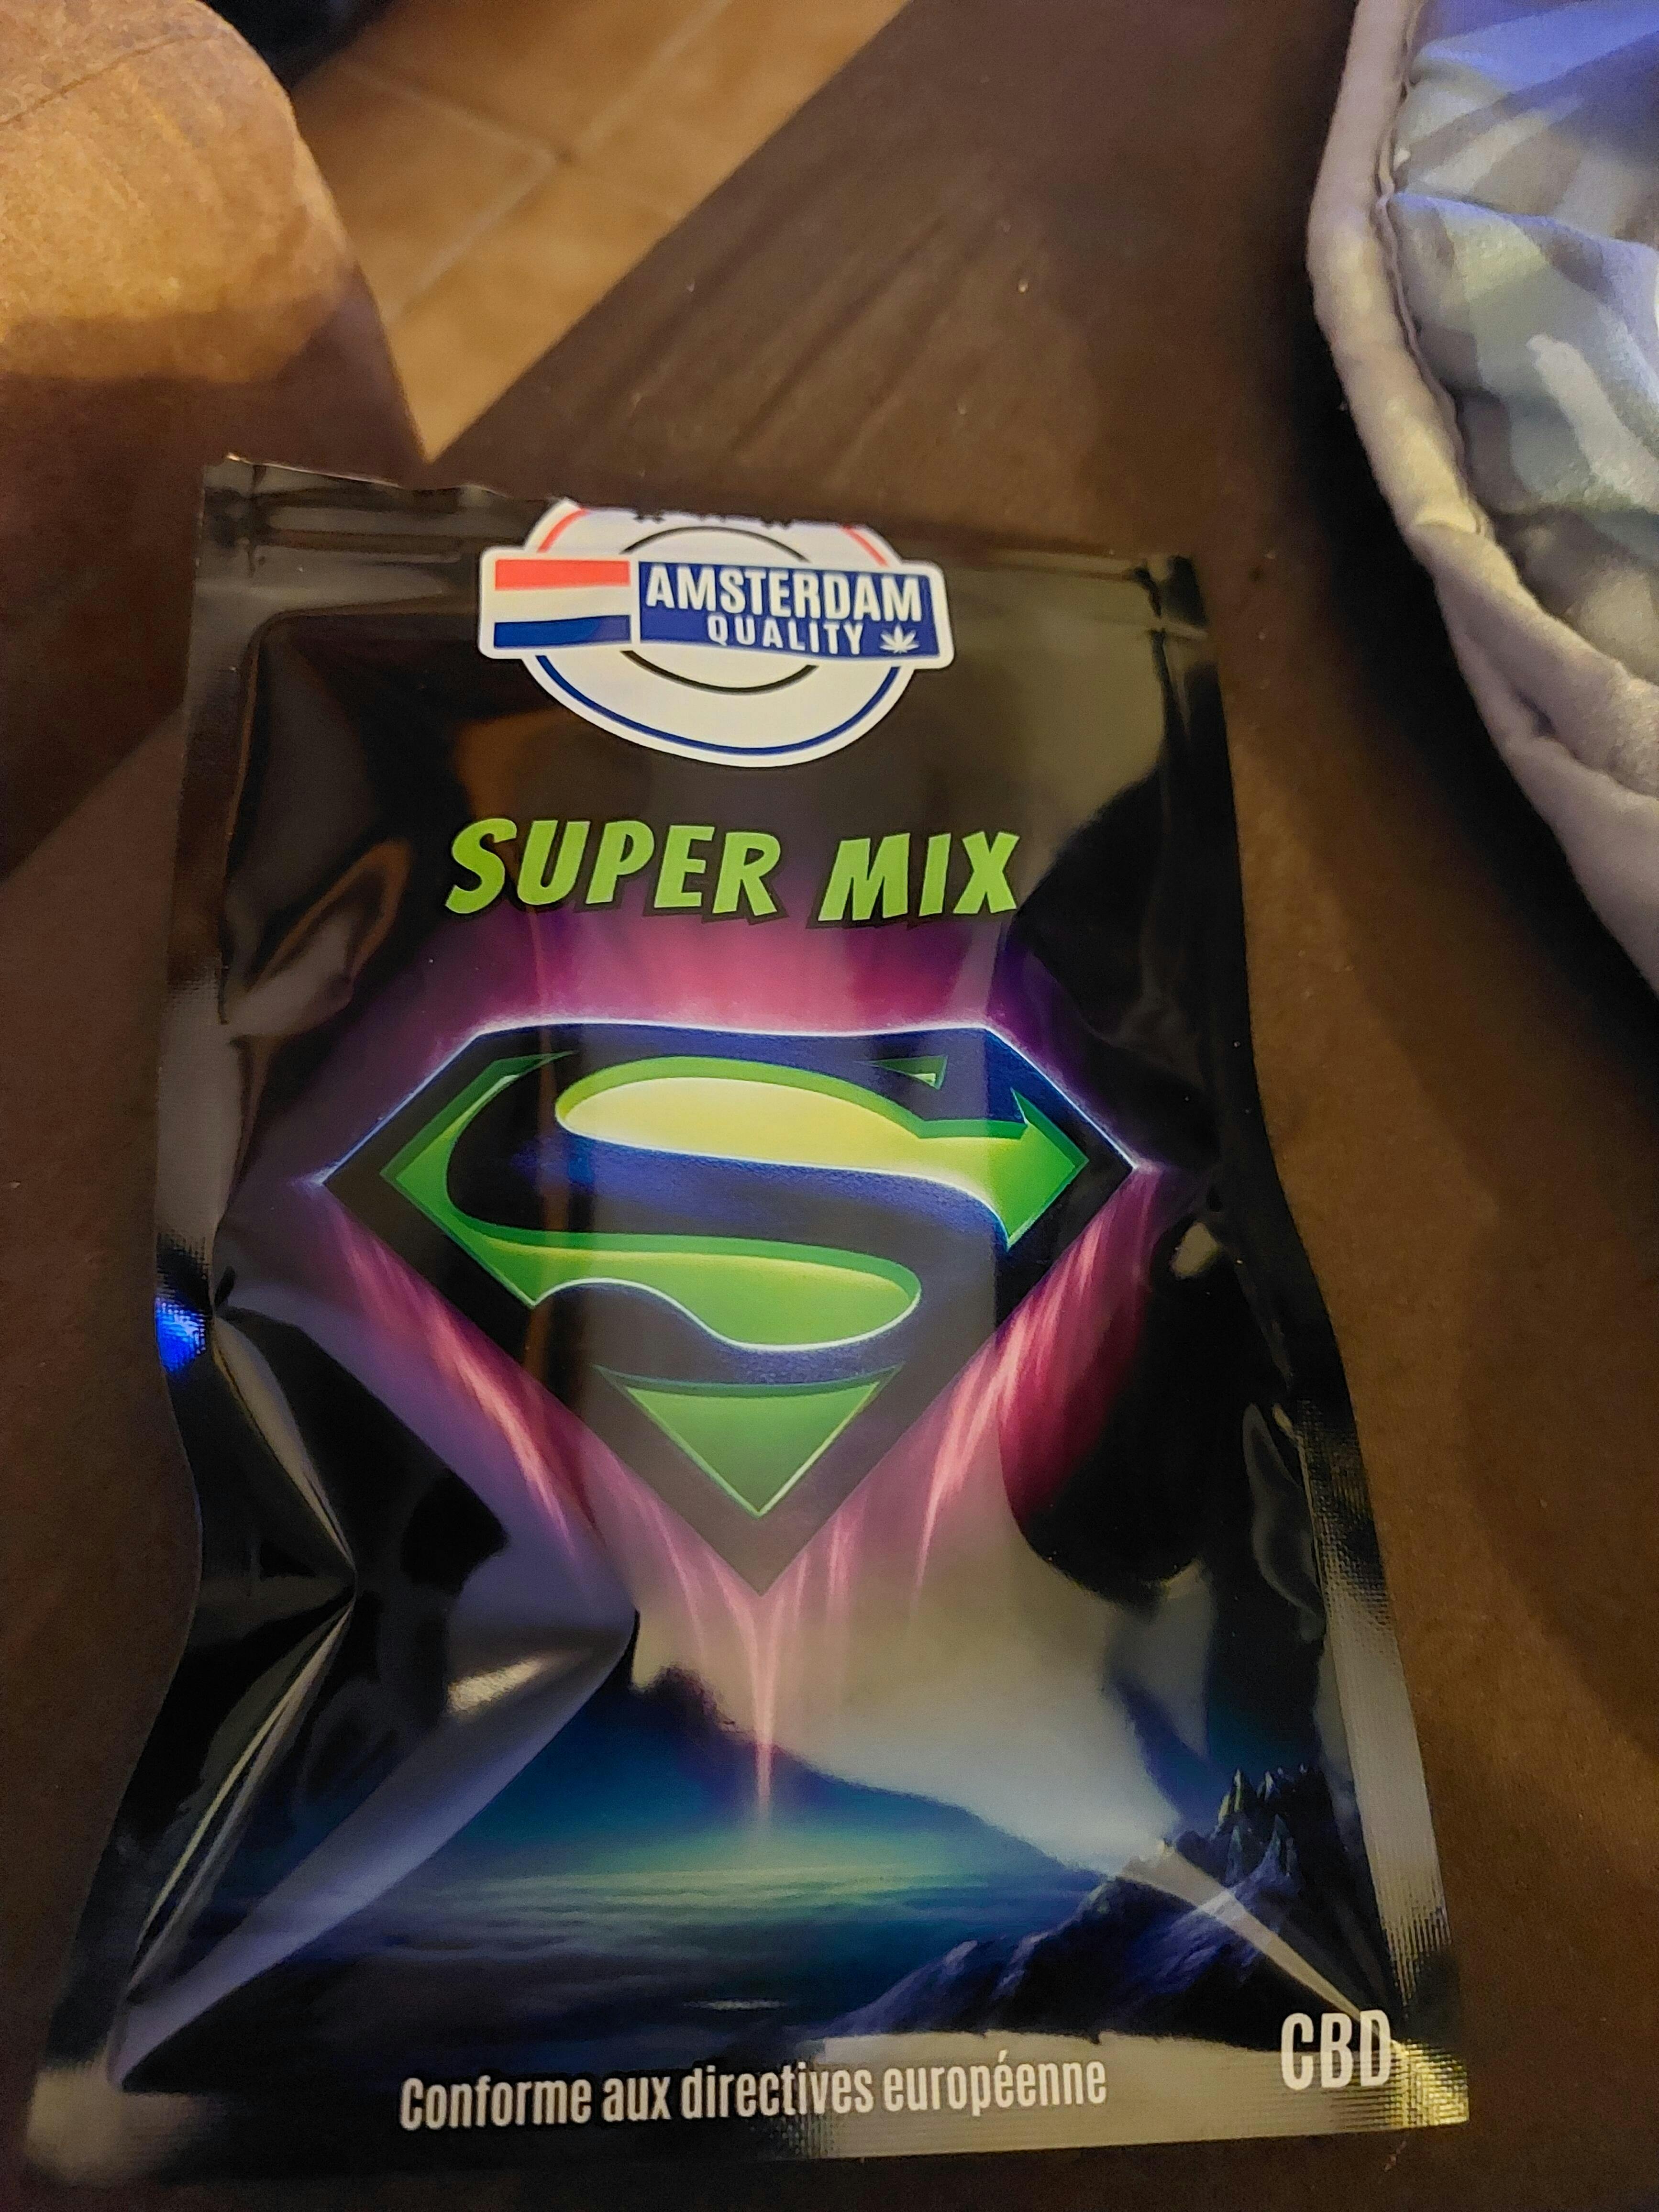 AMSTERDAM
QUALITY
SUPER MIX
S
CBD
Conforme aux directives européenne